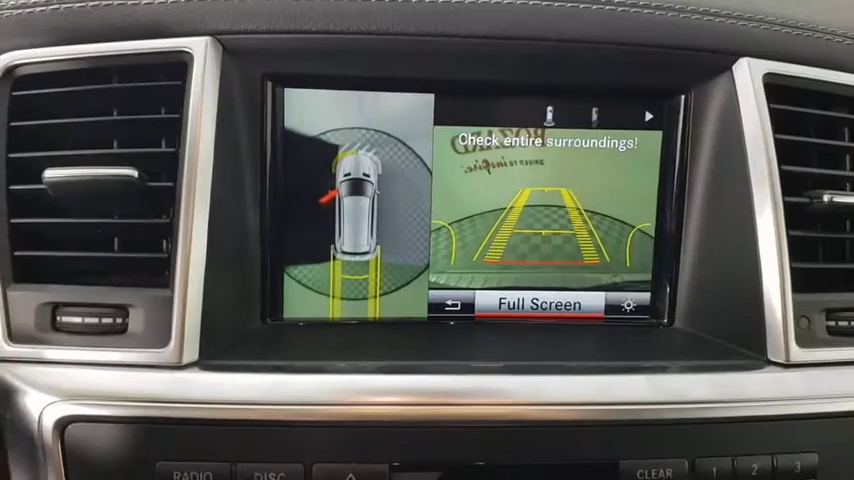 Check entire surroundings!
Full Screen
RADIO
DISC
CLEAR
1 2 3